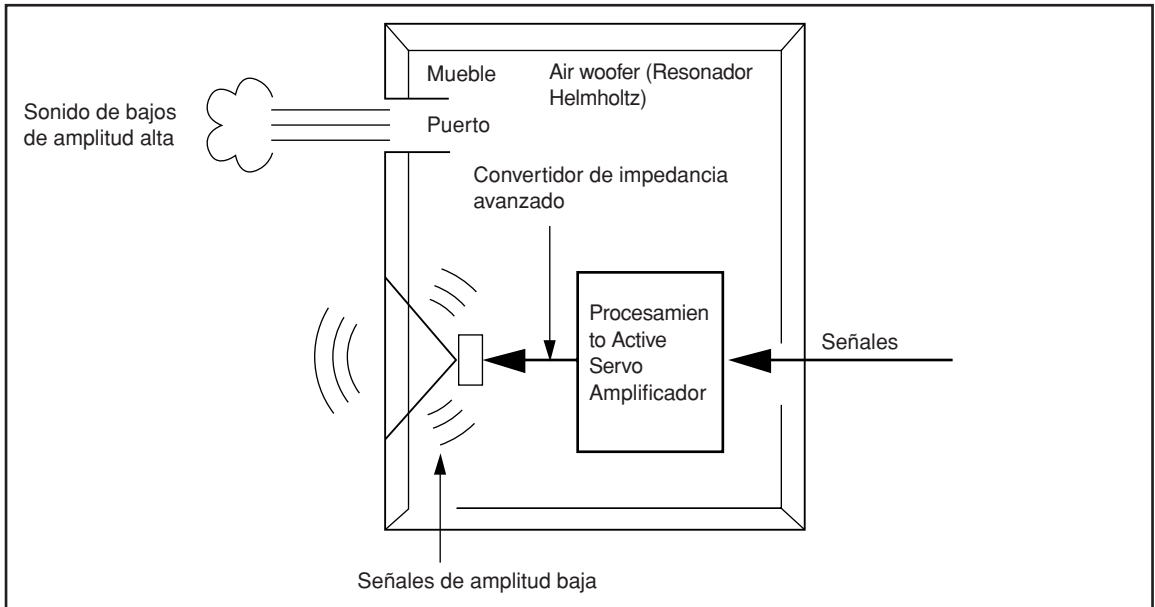 Mueble
Air woofer (Resonador
Helmholtz)
Sonido de bajos
de amplitud alta
Puerto
Convertidor de impedancia
avanzado
Procesamien
to Active
Servo
Amplificador
Señales
Señales de amplitud baja